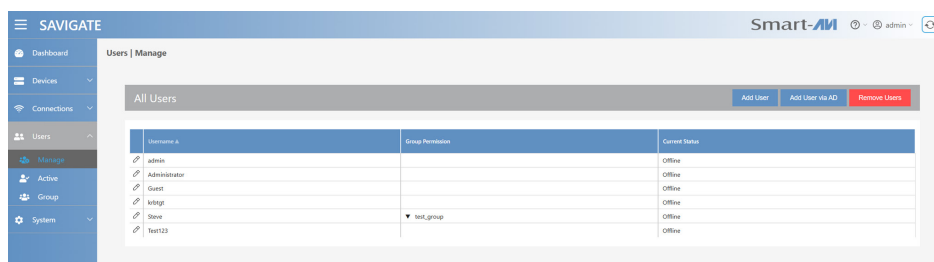 SAVIGATE
Smart-AVI
admin
Dashboard
Users | Manage
Devices
All Users
Add User
Add User via AD
Remove Users
Connections
Users
Username
Group Permission
Current Status
Manage
admin
Offline
Active
Administrator
Offline
Group
Guest
Offline
krbtgt
Offline
System
Steve
test_group
Offline
Test123
Offline